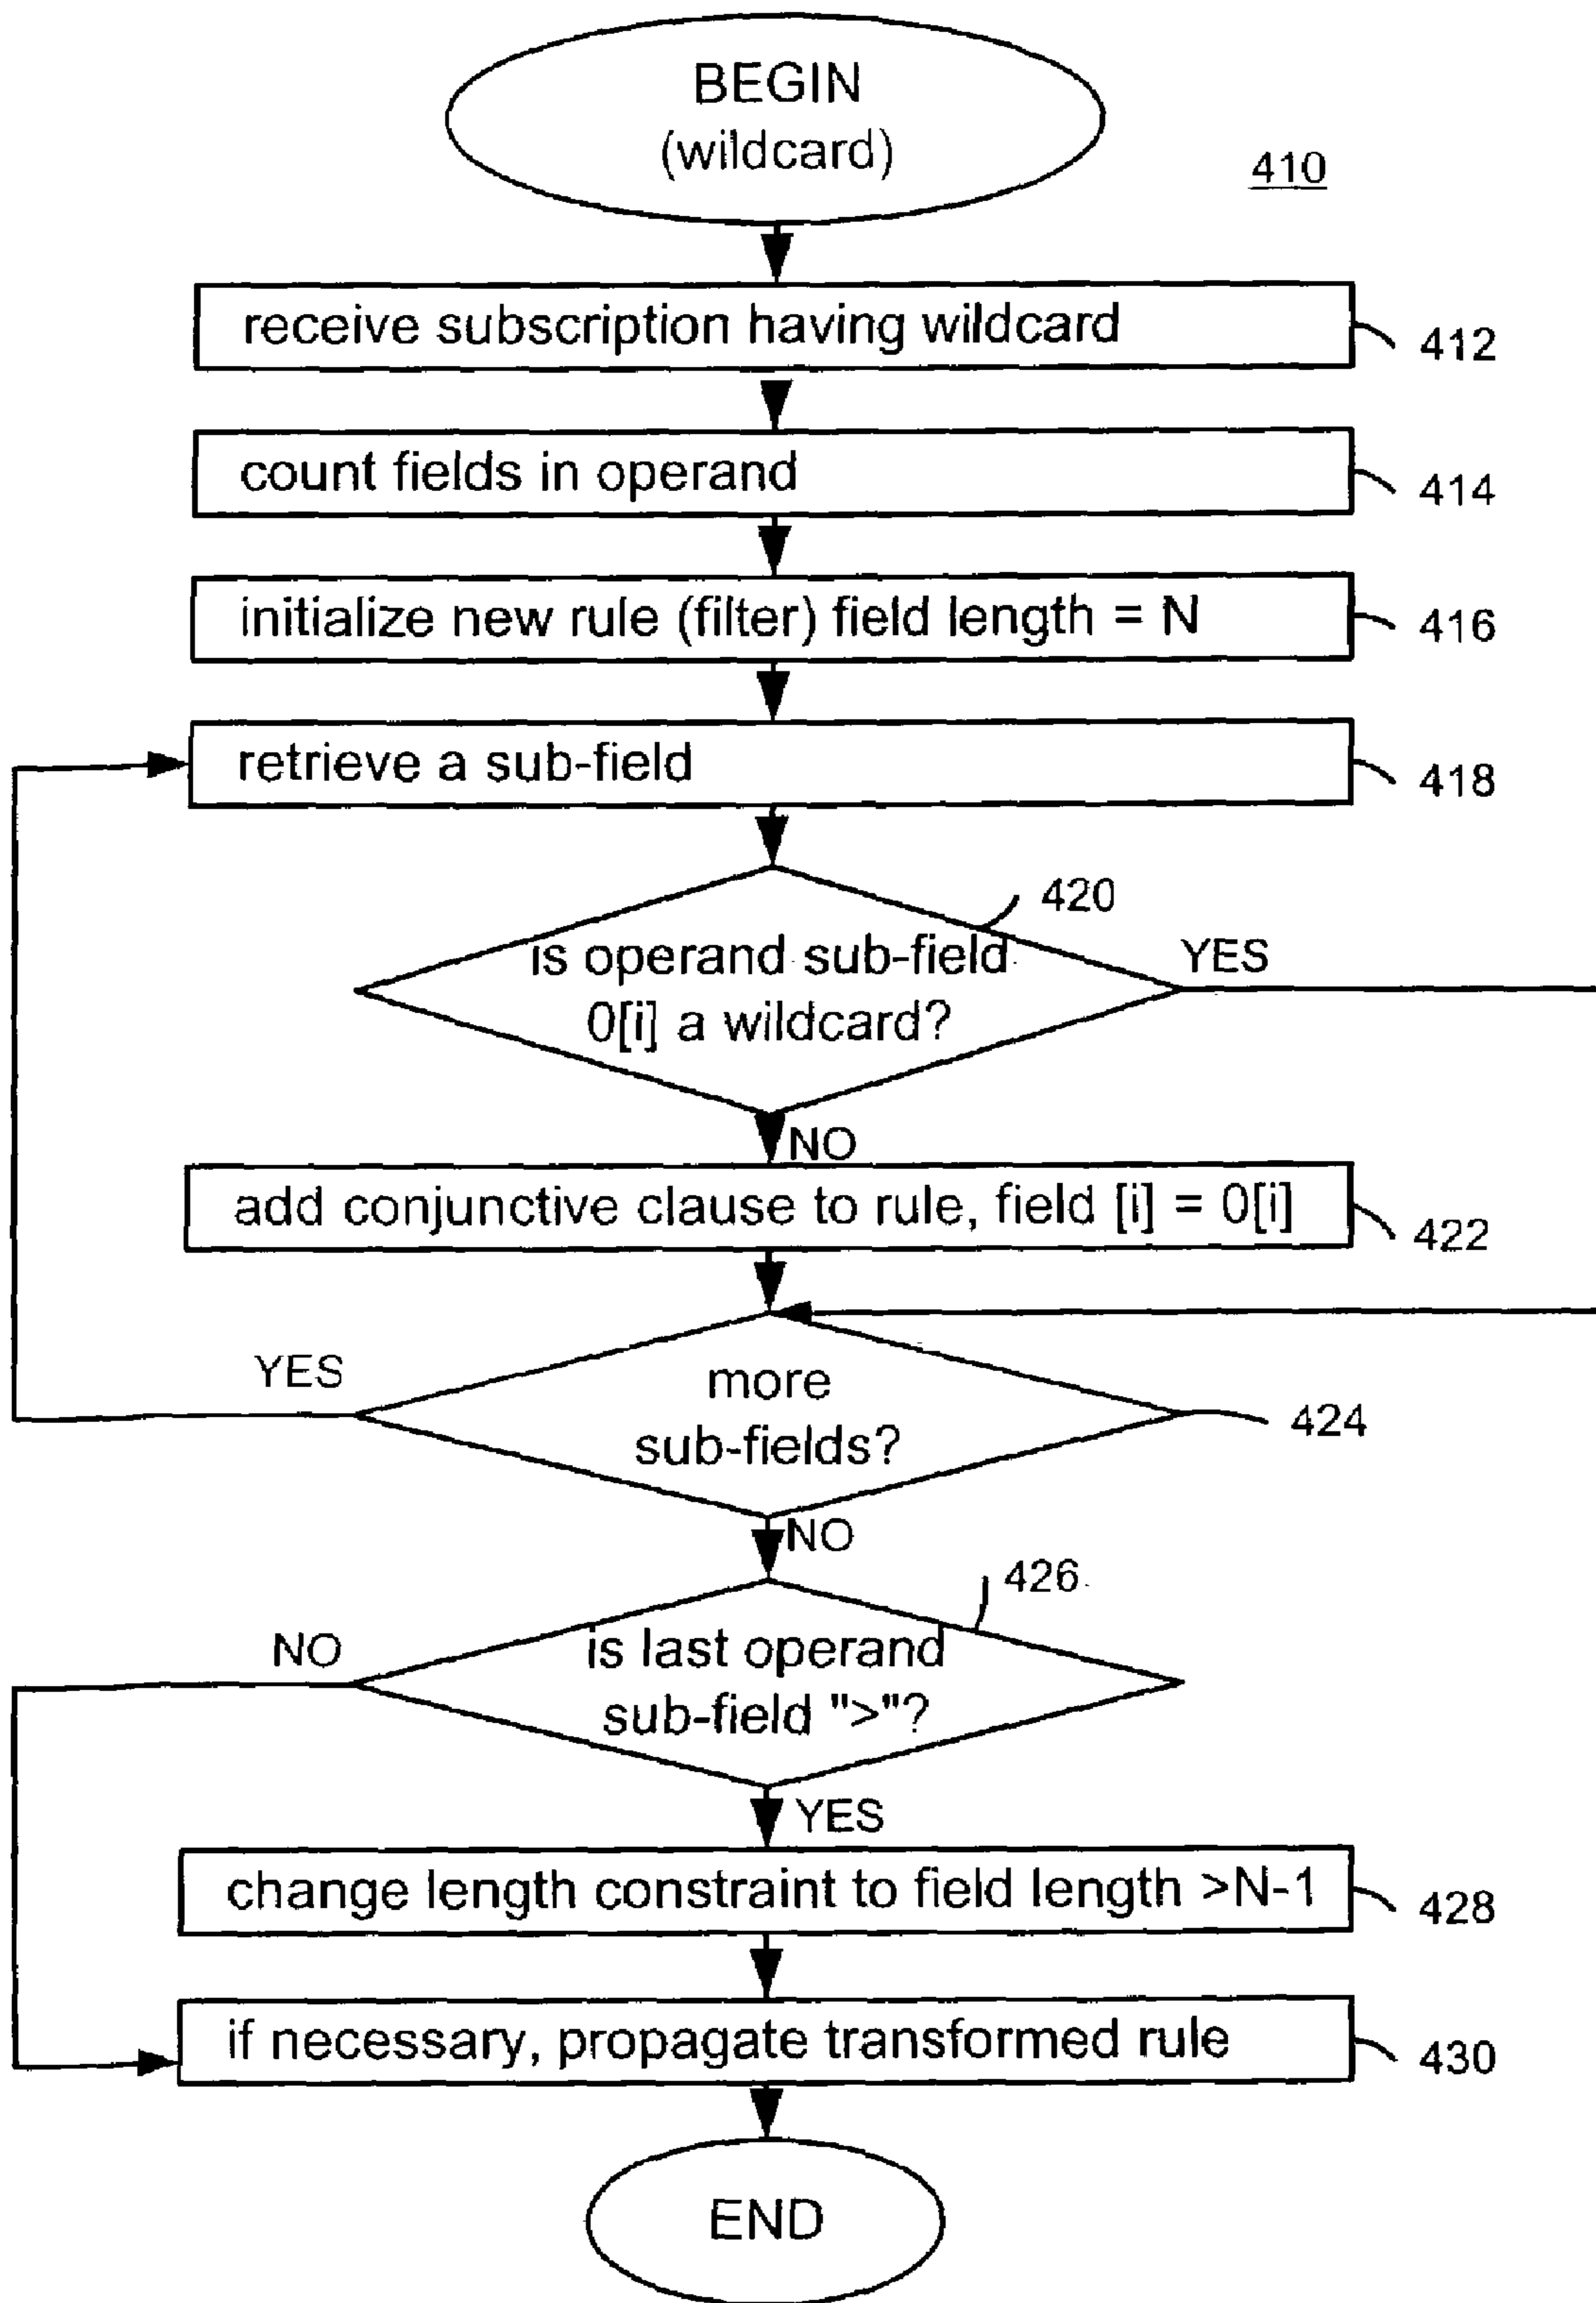 BEGIN
(wildcard)
410
receive subscription having wildcard
412
count fields in operand
414
initialize new rule (filter) field length = N
416
retrieve a sub-field
418
420
is operand sub-field
0[i] a wildcard?
YES
NO
add conjunctive clause to rule, field [i] = 0[i]
422
YES
more
sub-fields?
424
NO
426
NO
is last operand
sub-field ">"?
YES
change length constraint to field length >N-1
428
if necessary, propagate transformed rule
430
END